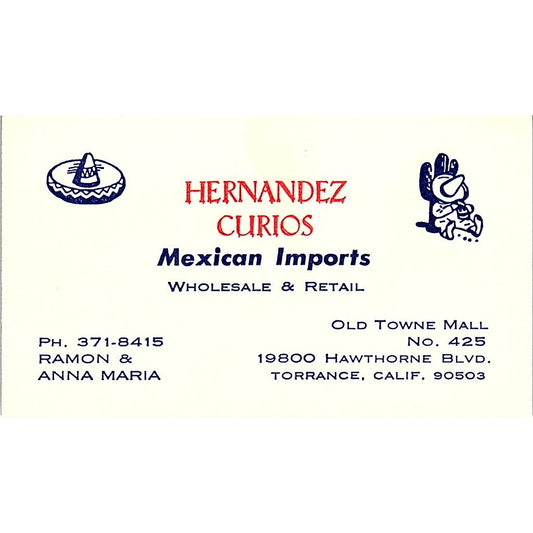 HERNANDEZ
CURIOS
Mexican Imports
WHOLESALE & RETAIL
PH. 371-8415
RAMON &
ANNA MARIA
OLD TOWNE MALL
NO. 425
19800 HAWTHORNE BLVD.
TORRANCE, CALIF. 90503